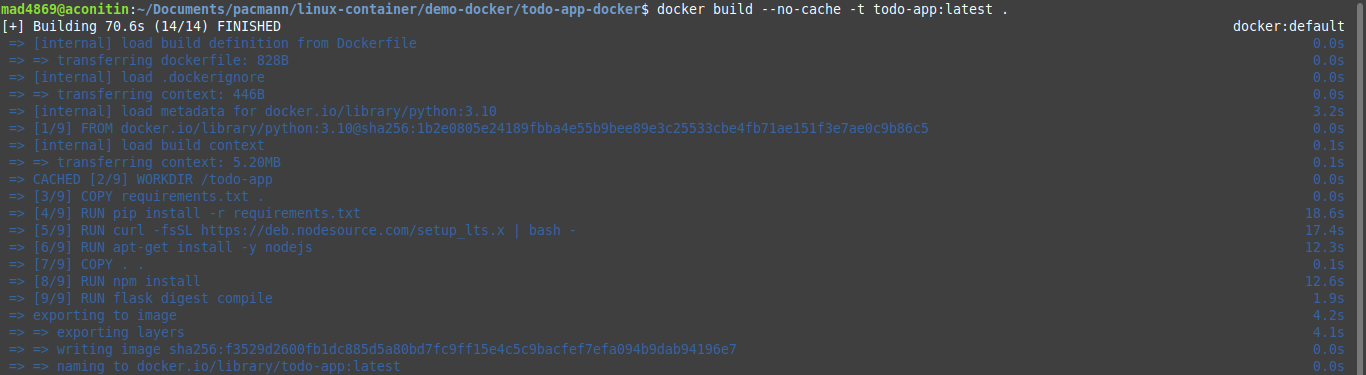 mad4869@aconitin:~/Documents/pacmann/linux-container/demo-docker/todo-app-docker$ docker build --no-cache -t todo-app:latest .
[+] Building 70.6s (14/14) FINISHED docker:default
=> [internal] load build definition from Dockerfile 0.0s
=> => transferring dockerfile: 828B 0.0s
=> [internal] load .dockerignore 0.0s
=> => transferring context: 446B 0.0s
=> [internal] load metadata for docker.io/library/python:3.10 3.2s
=> [1/9] FROM docker.io/library/python:3.10@sha256:1b2e0805e24189fbba4e55b9bee89e3c25533cbe4fb71ae151f3e7ae0c9b86c5 0.0s
=> [internal] load build context 0.1s
=> => transferring context: 5.20MB 0.1s
=> CACHED [2/9] WORKDIR /todo-app 0.0s
=> [3/9] COPY requirements.txt . 0.0s
=> [4/9] RUN pip install -r requirements.txt 18.6s
=> [5/9] RUN curl -fsSL https://deb.nodesource.com/setup_lts.x | bash - 17.4s
=> [6/9] RUN apt-get install -y nodejs 12.3s
=> [7/9] COPY . . 0.1s
=> [8/9] RUN npm install 12.6s
=> [9/9] RUN flask digest compile 1.9s
=> exporting to image 4.2s
=> => exporting layers 4.1s
=> => writing image sha256:f3529d2600fb1dc885d5a80bd7fc9ff15e4c5c9bacfef7efa094b9dab94196e7 0.0s
=> => naming to docker.io/library/todo-app:latest 0.0s